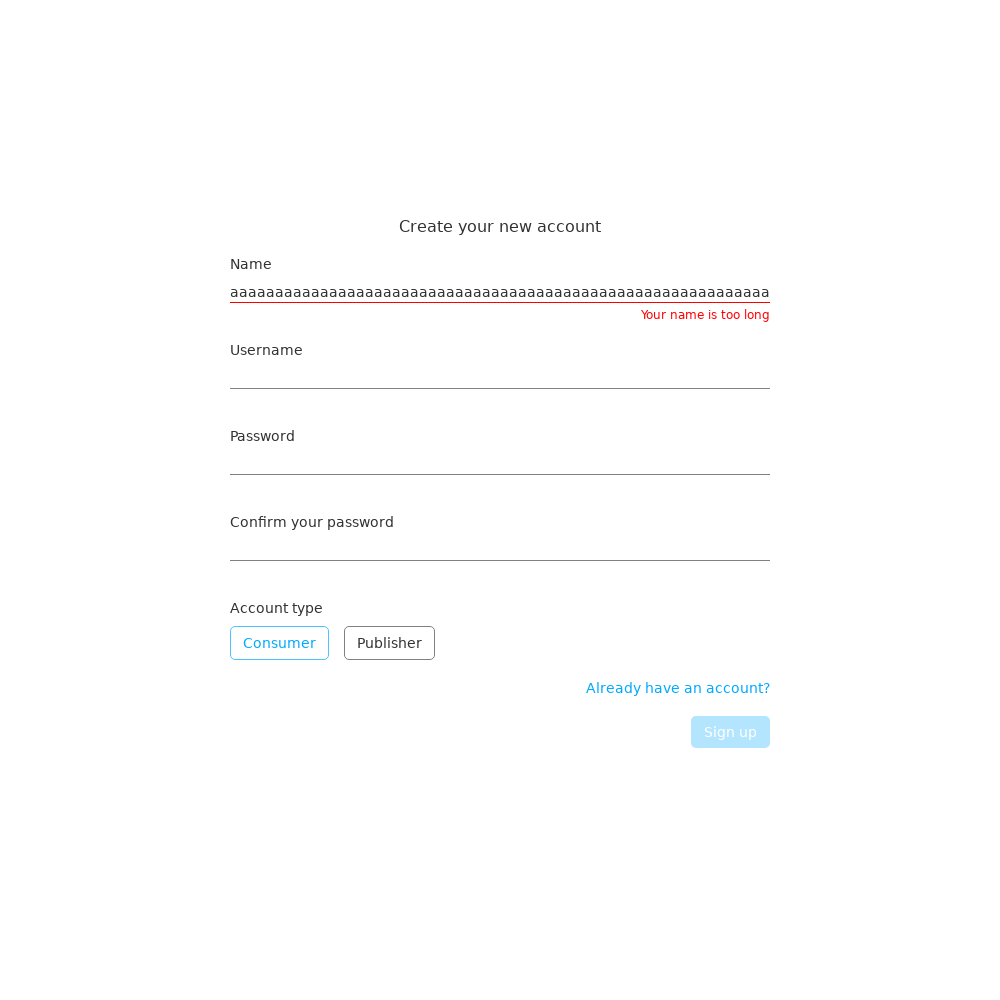 Create your new account
Name
aaaaaaaaaaaaaaaaaaaaaaaaaaaaaaaaaaaaaaaaaaaaaaaaaaaaaaaaaaaa
Your name is too long
Username
Password
Confirm your password
Account type
Consumer Publisher
Already have an account?
Sign up